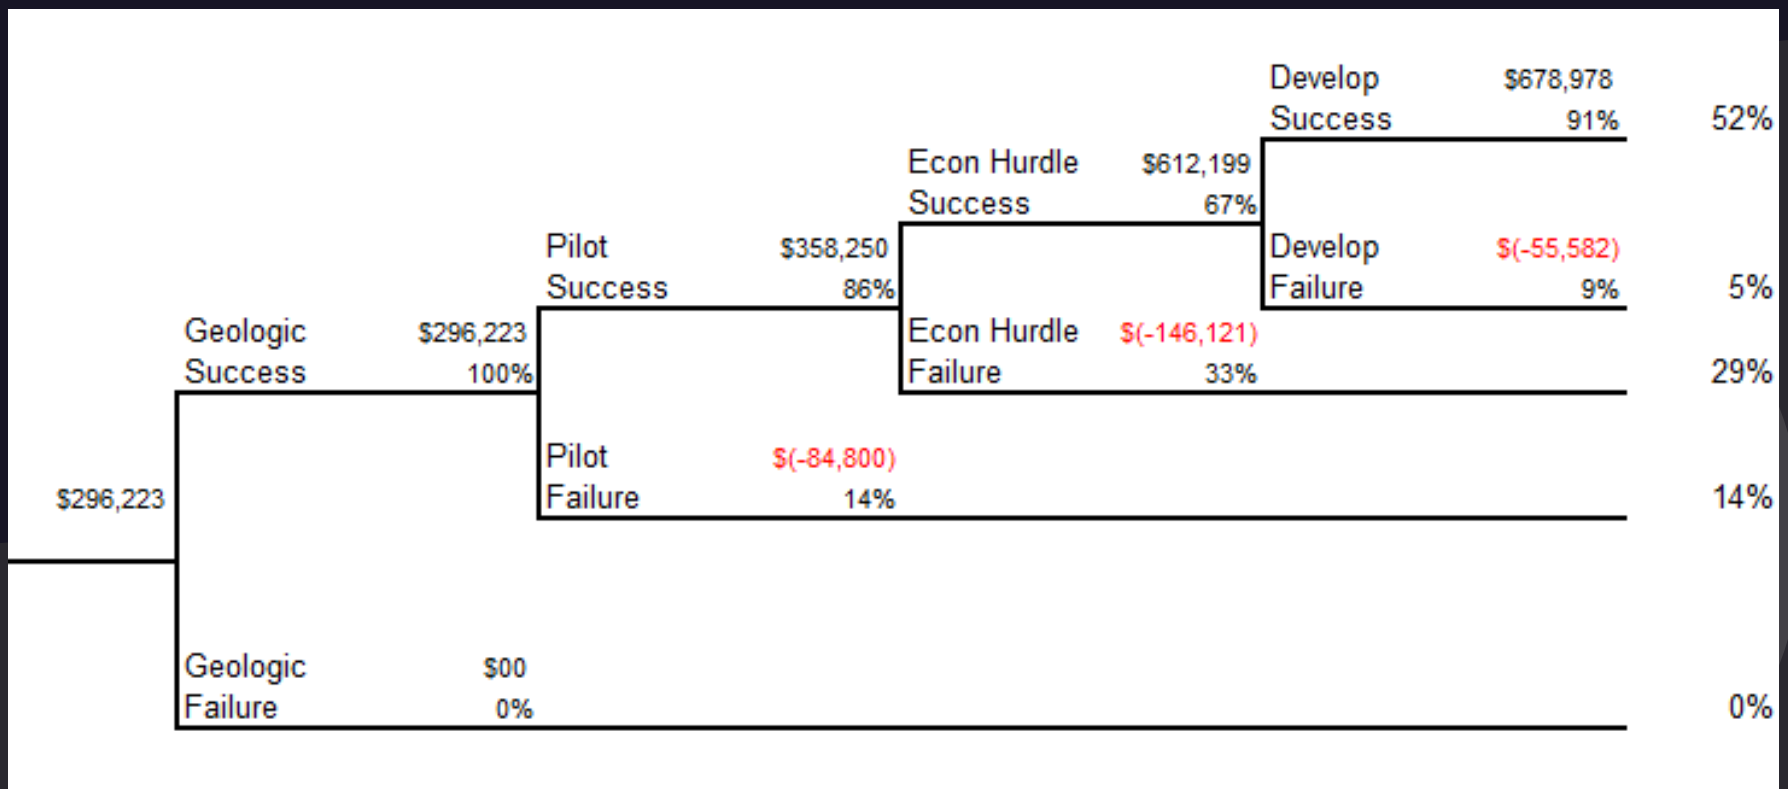 Develop $678,978
Success 91% 52%
Econ Hurdle $612,199
Success 67%
Pilot $358,250 Develop $(-55,582)
Success 86% Failure 9% 5%
Geologic $296,223 Econ Hurdle $(-146,121)
Success 100% Failure 33% 29%
Pilot $(-84,800)
$296,223 Failure 14% 14%
Geologic $00
Failure 0% 0%